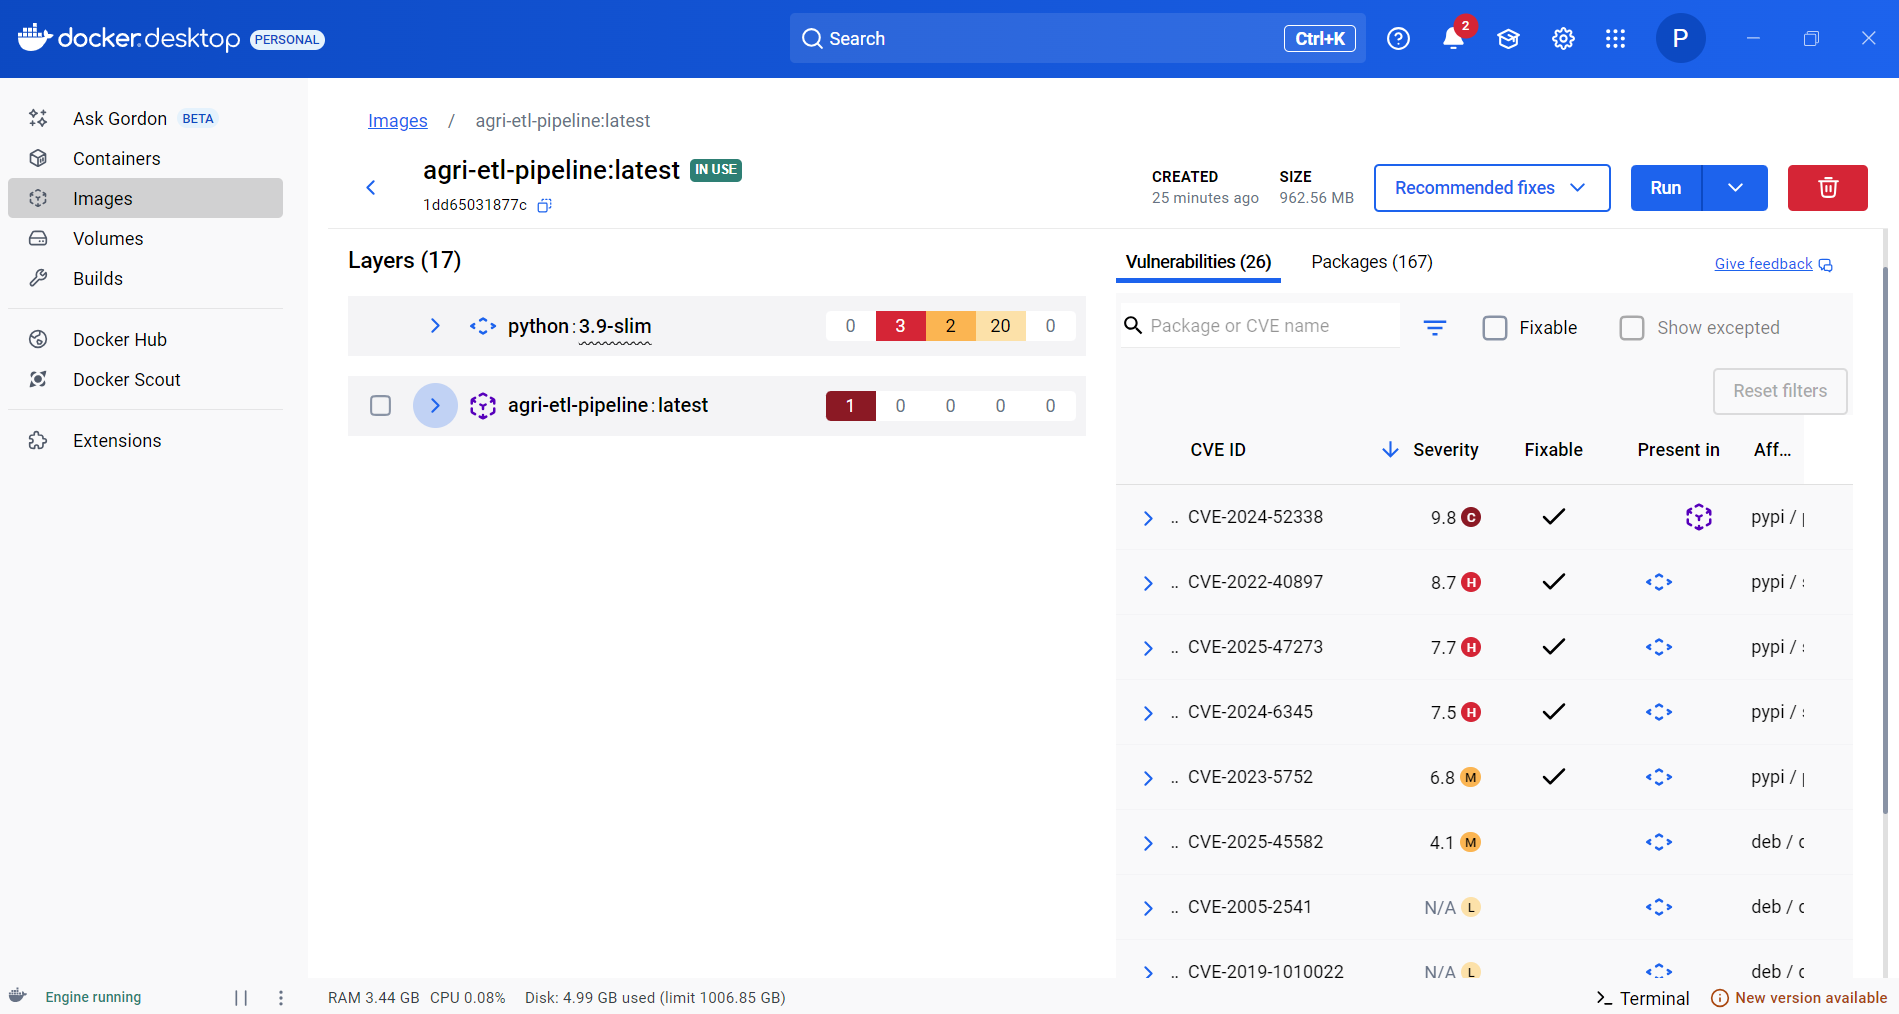 docker.desktop PERSONAL
Search
Ctrl+K
2
P
Ask Gordon BETA
Containers
Images
Volumes
Builds
Docker Hub
Docker Scout
Extensions
Images / agri-etl-pipeline:latest
agri-etl-pipeline:latest IN USE
1dd65031877c
CREATED
25 minutes ago
SIZE
962.56 MB
Recommended fixes
Run
Layers (17)
python:3.9-slim 0 3 2 20 0
agri-etl-pipeline:latest 1 0 0 0 0
Vulnerabilities (26)
Packages (167)
Give feedback
Package or CVE name
Fixable
Show excepted
Reset filters
CVE ID Severity Fixable Present in Aff...
.. CVE-2024-52338 9.8 C pypi /
.. CVE-2022-40897 8.7 H pypi /
.. CVE-2025-47273 7.7 H pypi /
.. CVE-2024-6345 7.5 H pypi /
.. CVE-2023-5752 6.8 M pypi /
.. CVE-2025-45582 4.1 M deb /
.. CVE-2005-2541 N/A L deb /
.. CVE-2019-1010022 N/A L deb /
Engine running
RAM 3.44 GB CPU 0.08% Disk: 4.99 GB used (limit 1006.85 GB)
Terminal
New version available